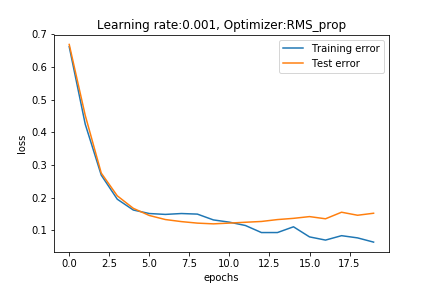 Learning rate:0.001, Optimizer:RMS_prop
Training error
Test error
loss
0.7
0.6
0.5
0.4
0.3
0.2
0.1
0.0 2.5 5.0 7.5 10.0 12.5 15.0 17.5
epochs